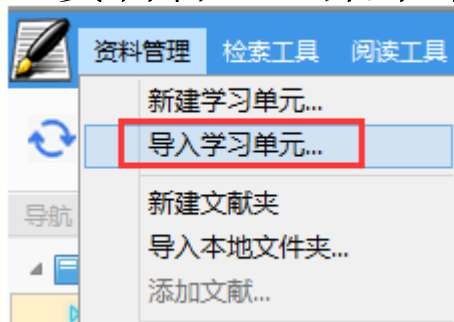 资料管理 检索工具 阅读工具
新建学习单元...
导入学习单元...
新建文献夹
导航
导入本地文件夹...
添加文献...